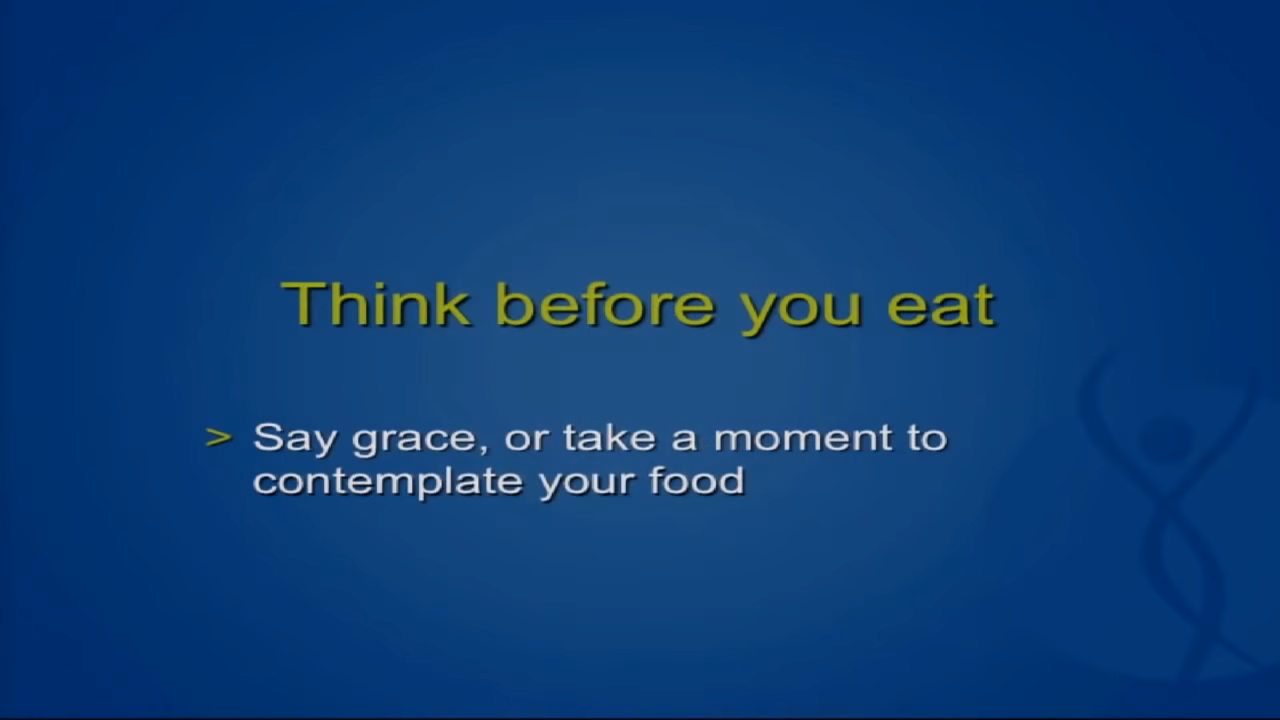 Think before you eat
> Say grace, or take a moment to
contemplate your food